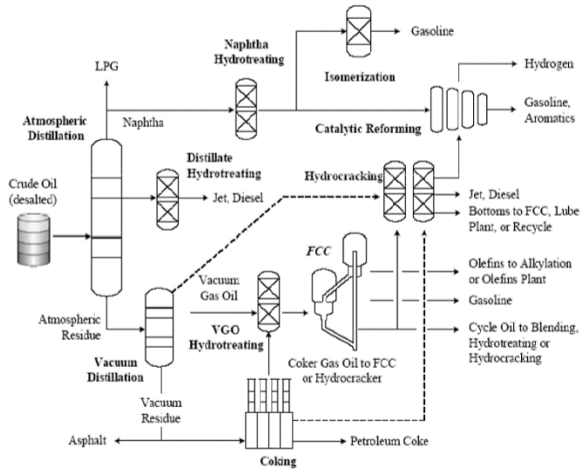 Naphtha
Hydrotreating
Gasoline
LPG
Isomerization
Hydrogen
Atmospheric
Distillation
Naphtha
Catalytic Reforming
Gasoline,
Aromatics
Distillate
Hydrotreating
Hydrocracking
Crude Oil
(desalted)
Jet, Diesel
Jet, Diesel
Bottoms to FCC, Lube
Plant, or Recycle
FCC
Vacuum
Gas Oil
Olefins to Alkylation
or Olefins Plant
Gasoline
Atmospheric
Residue
VGO
Hydrotreating
Cycle Oil to Blending,
Hydrotreating or
Hydrocracking
Vacuum
Distillation
Coker Gas Oil to FCC
or Hydrocracker
Vacuum
Residue
Asphalt
Petroleum Coke
Coking